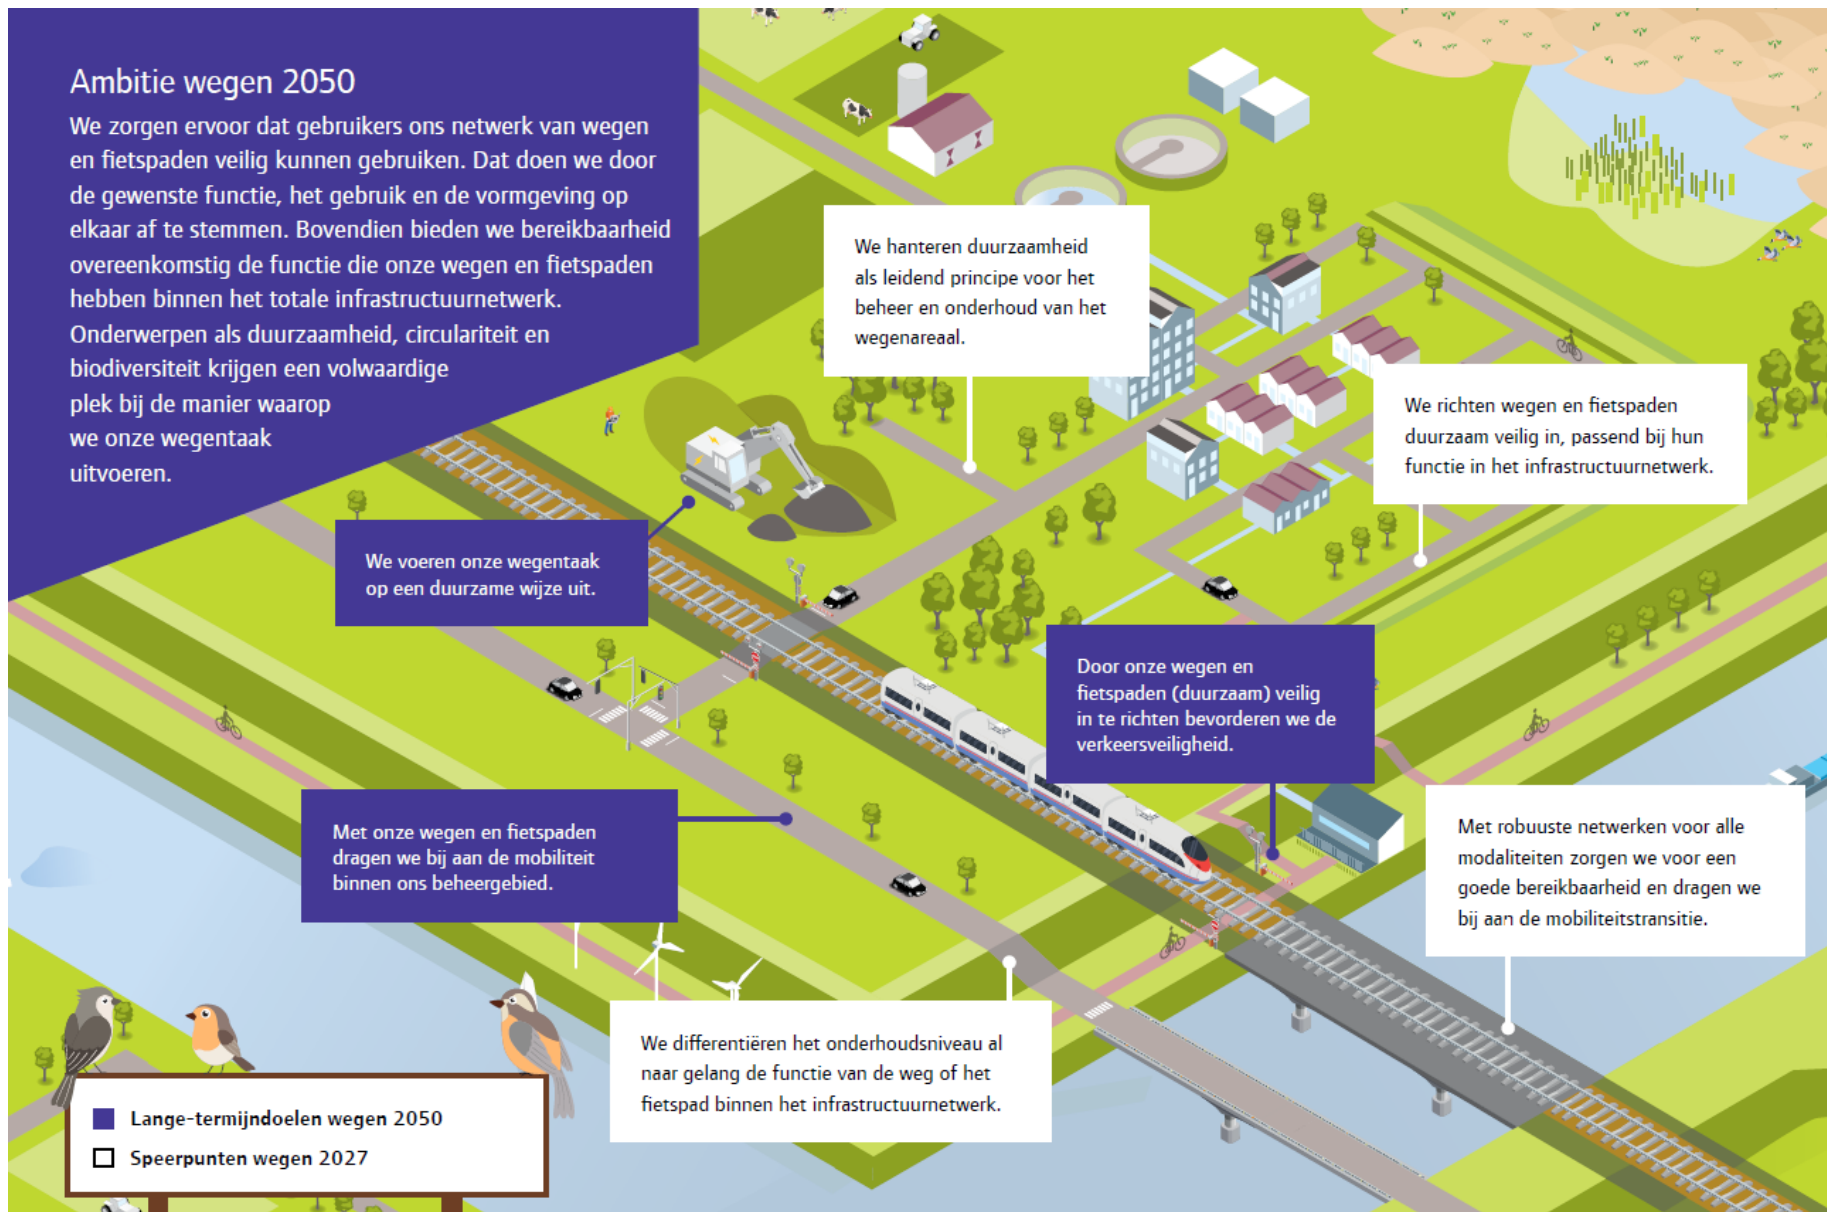 Ambitie wegen 2050
We zorgen ervoor dat gebruikers ons netwerk van wegen
en fietspaden veilig kunnen gebruiken. Dat doen we door
de gewenste functie, het gebruik en de vormgeving op
elkaar af te stemmen. Bovendien bieden we bereikbaarheid
overeenkomstig de functie die onze wegen en fietspaden
hebben binnen het totale infrastructuurnetwerk.
Onderwerpen als duurzaamheid, circulariteit en
biodiversiteit krijgen een volwaardige
plek bij de manier waarop
we onze wegentaak
uitvoeren.
We hanteren duurzaamheid
als leidend principe voor het
beheer en onderhoud van het
wegenareaal.
We richten wegen en fietspaden
duurzaam veilig in, passend bij hun
functie in het infrastructuurnetwerk.
We voeren onze wegentaak
op een duurzame wijze uit.
Door onze wegen en
fietspaden (duurzaam) veilig
in te richten bevorderen we de
verkeersveiligheid.
Met onze wegen en fietspaden
dragen we bij aan de mobiliteit
binnen ons beheergebied.
Met robuuste netwerken voor alle
modaliteiten zorgen we voor een
goede bereikbaarheid en dragen we
bij aan de mobiliteitstransitie.
We differentiëren het onderhoudsniveau al
naar gelang de functie van de weg of het
fietspad binnen het infrastructuurnetwerk.
Lange-termijndoelen wegen 2050
Speerpunten wegen 2027